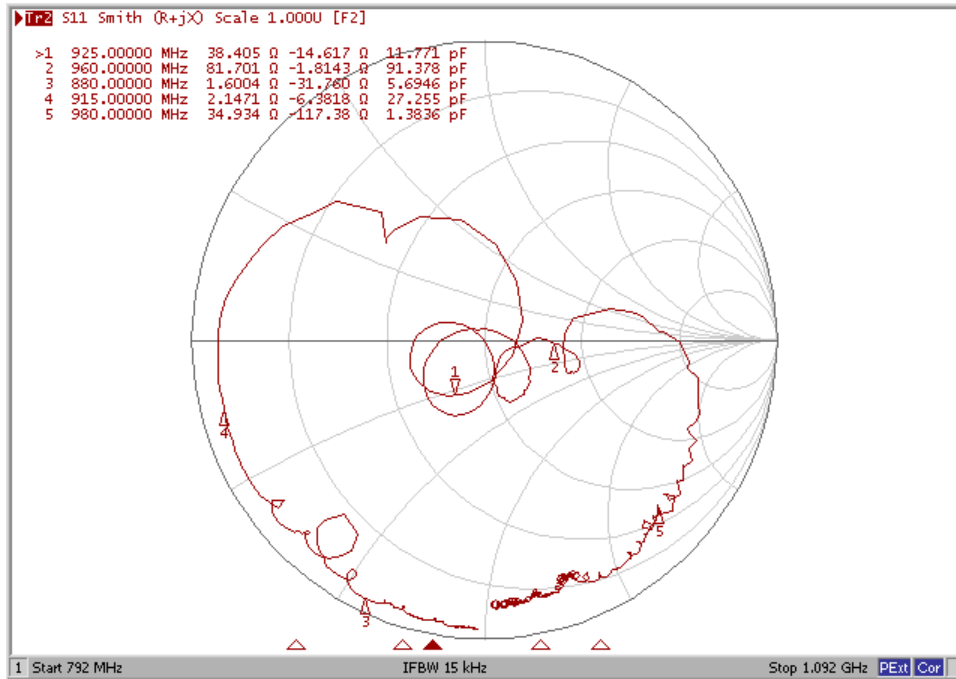 Tr2 S11 Smith (R+jX) Scale 1.000U [F2]
>1 925.00000 MHz 38.405 Ω -14.617 Ω 11.771 pF
2 960.00000 MHz 81.701 Ω -1.8143 Ω 91.378 pF
3 880.00000 MHz 1.6004 Ω -31.760 Ω 5.6946 pF
4 915.00000 MHz 2.1471 Ω -6.3818 Ω 27.255 pF
5 980.00000 MHz 34.934 Ω -117.38 Ω 1.3836 pF
1
2
4
5
3
1 Start 792 MHz IFBW 15 kHz Stop 1.092 GHz PExt Cor